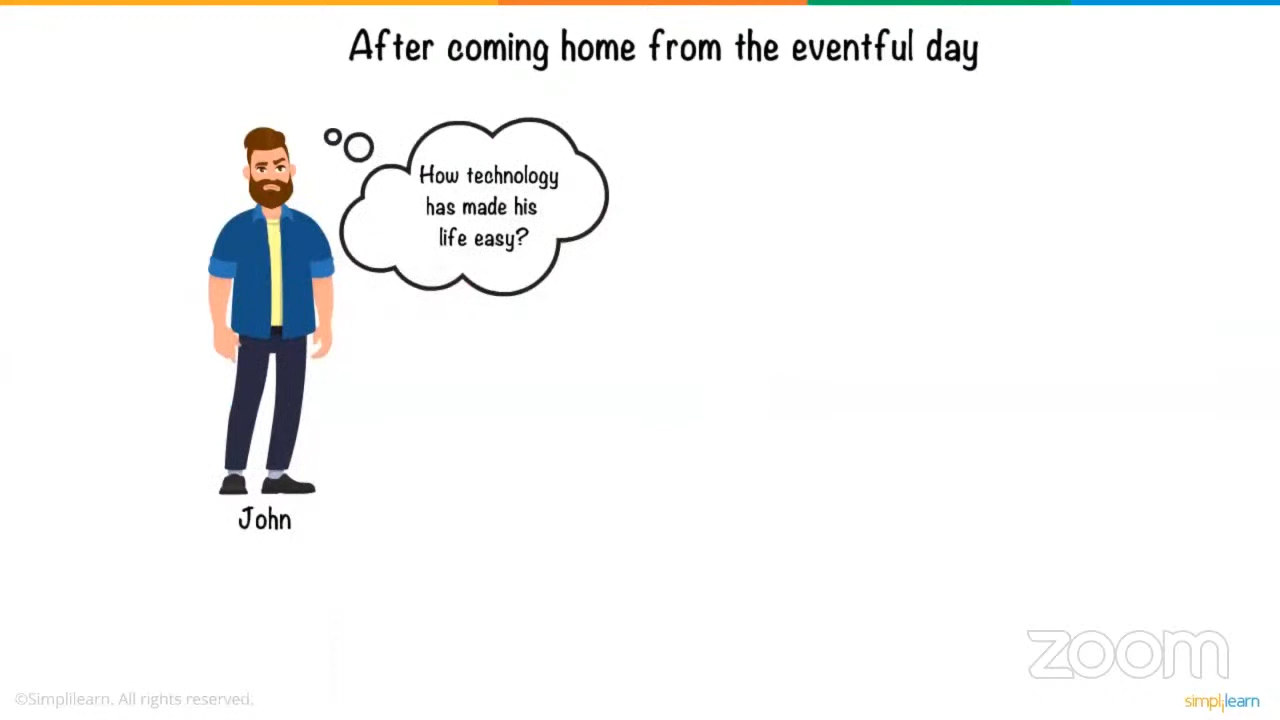 After coming home from the eventful day
How technology
has made his
life easy?
John
zoom
©Simplilearn. All rights reserved.
simplilearn